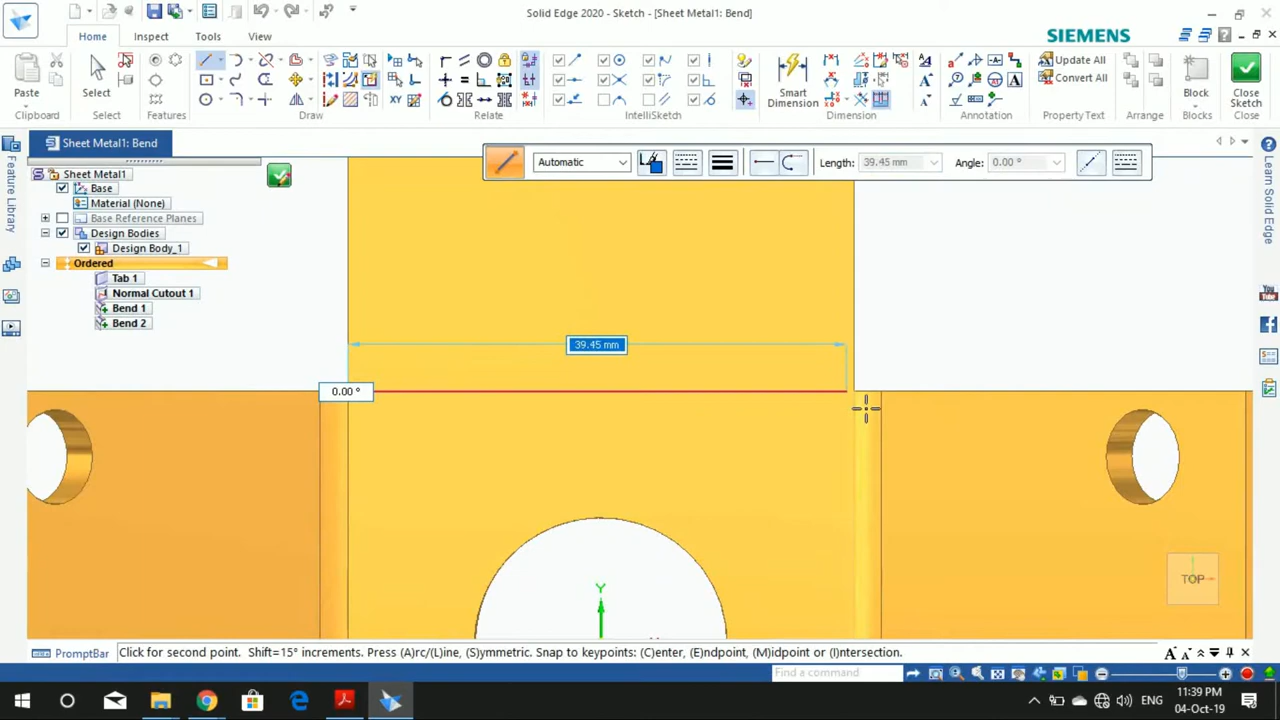 Solid Edge 2020 - Sketch - [Sheet Metal1: Bend]
Home Inspect Tools View SIEMENS
Paste
Clipboard
Select
Select
Features
Draw
Relate
IntelliSketch
Smart Dimension
Dimension
Annotation
Update All
Convert All
Property Text
Arrange
Block
Blocks
Close Sketch
Close
Sheet Metal1: Bend
Feature Library
Learn Solid Edge
Automatic Length: 39.45 mm Angle: 0.00 °
Sheet Metal1
Base
Material (None)
Base Reference Planes
Design Bodies
Design Body_1
Ordered
Tab 1
Normal Cutout 1
Bend 1
Bend 2
39.45 mm
0.00 °
Y
TOP
You Tube
PromptBar Click for second point. Shift=15° increments. Press (A)rc/(L)ine, (S)ymmetric. Snap to keypoints: (C)enter, (E)ndpoint, (M)idpoint or (I)ntersection.
Find a command
ENG
11:39 PM
04-Oct-19